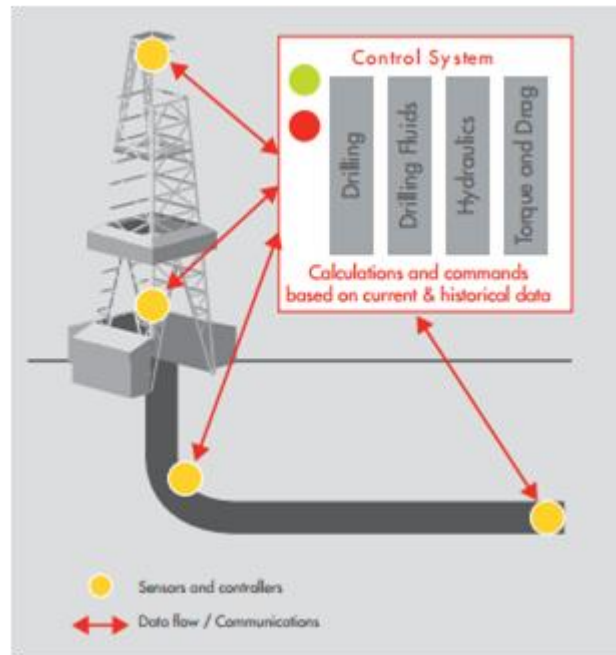 Control System
Drilling
Drilling Fluids
Hydraulics
Torque and Drag
Calculations and commands
based on current & historical data
Sensors and controllers
Data flow / Communications